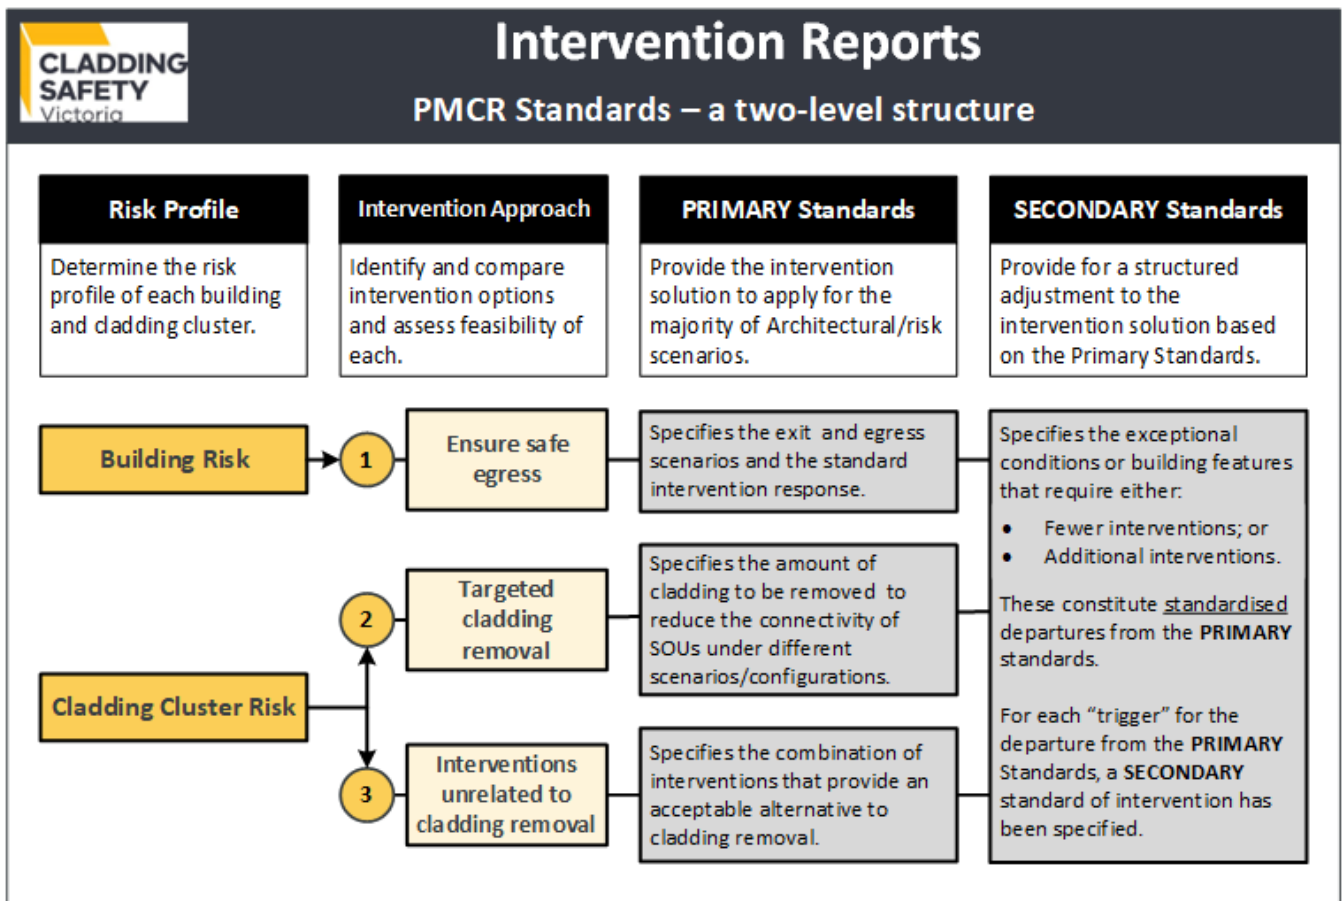 CLADDING
SAFETY
Victoria
Intervention Reports
PMCR Standards – a two-level structure
Risk Profile
Determine the risk
profile of each building
and cladding cluster.
Intervention Approach
Identify and compare
intervention options
and assess feasibility of
each.
PRIMARY Standards
Provide the intervention
solution to apply for the
majority of Architectural/risk
scenarios.
SECONDARY Standards
Provide for a structured
adjustment to the
intervention solution based
on the Primary Standards.
Building Risk
1
Ensure safe
egress
Specifies the exit and egress
scenarios and the standard
intervention response.
Cladding Cluster Risk
2
Targeted
cladding
removal
Specifies the amount of
cladding to be removed to
reduce the connectivity of
SOUs under different
scenarios/configurations.
3
Interventions
unrelated to
cladding removal
Specifies the combination of
interventions that provide an
acceptable alternative to
cladding removal.
Specifies the exceptional
conditions or building features
that require either:
• Fewer interventions; or
• Additional interventions.
These constitute standardised
departures from the PRIMARY
standards.
For each “trigger” for the
departure from the PRIMARY
Standards, a SECONDARY
standard of intervention has
been specified.